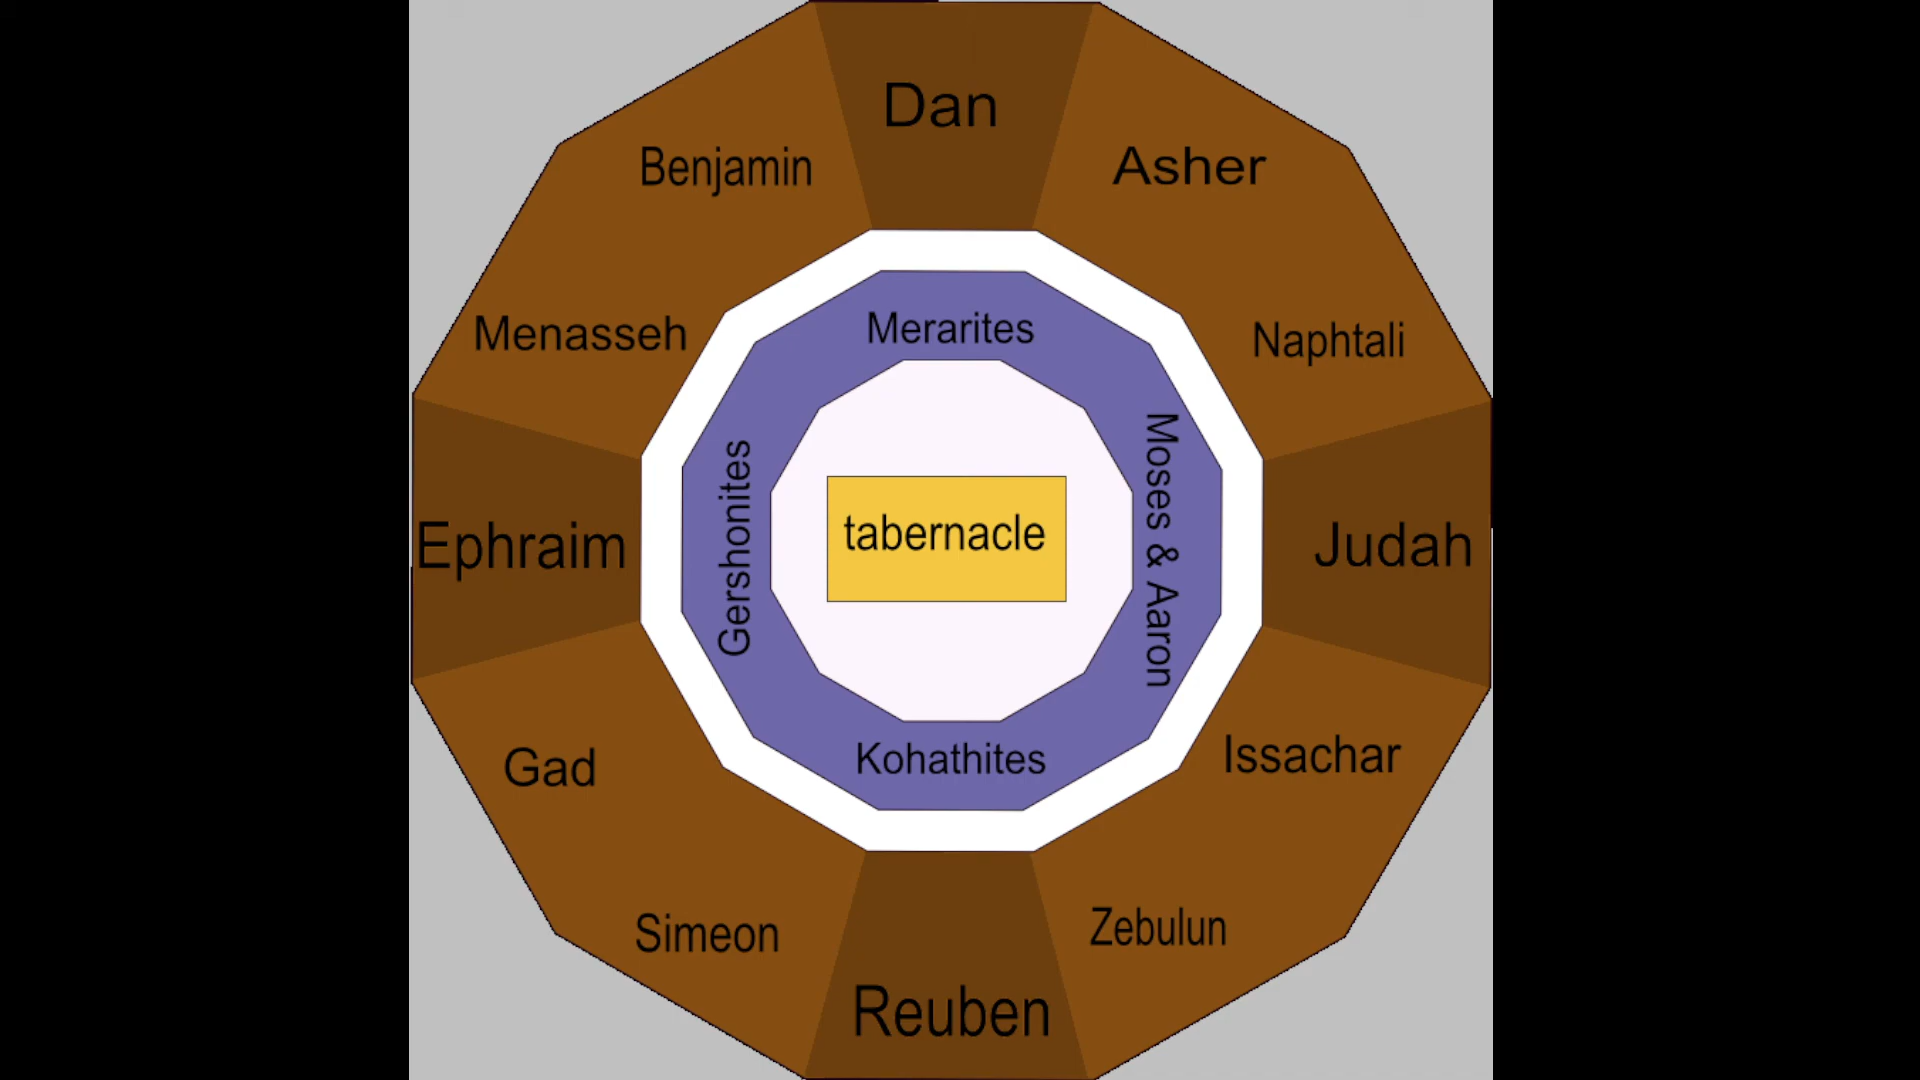 Dan
Benjamin
Asher
Merarites
Menasseh
Naphtali
Gershonites
tabernacle
Moses & Aaron
Ephraim
Judah
Kohathites
Gad
Issachar
Simeon
Zebulun
Reuben